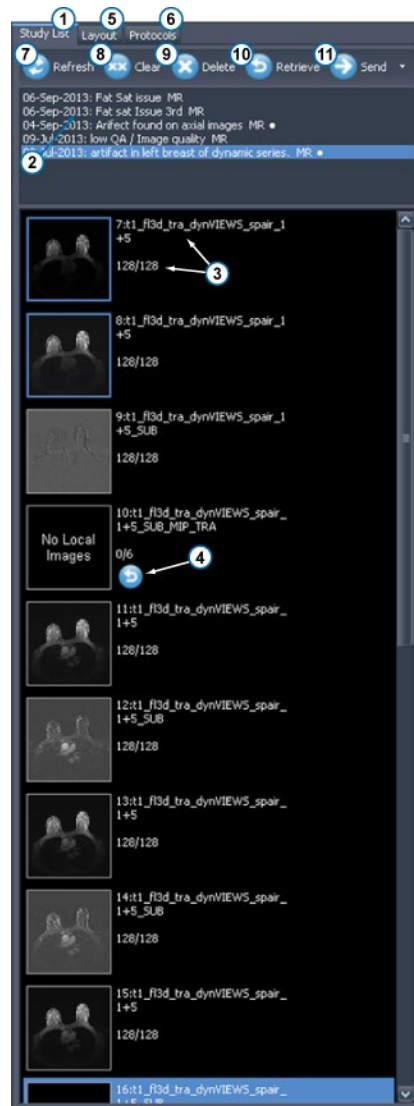 1 5 6
Study List Layout Protocols
7 8 9 10 11
Refresh Clear Delete Retrieve Send
06-Sep-2013: Fat Sat issue MR
06-Sep-2013: Fat sat Issue 3rd MR
04-Sep-2013: Arifect found on axial images MR ●
09-Jul-2013: low QA / Image quality MR
2
-Jul-2013: artifact in left breast of dynamic series. MR ●
7:t1_fl3d_tra_dynVIEWS_spair_1
+5
128/128
3
8:t1_fl3d_tra_dynVIEWS_spair_1
+5
128/128
9:t1_fl3d_tra_dynVIEWS_spair_1
+5_SUB
128/128
No Local
Images
10:t1_fl3d_tra_dynVIEWS_spair_
1+5_SUB_MIP_TRA
0/6
4
11:t1_fl3d_tra_dynVIEWS_spair_
1+5
128/128
12:t1_fl3d_tra_dynVIEWS_spair_
1+5_SUB
128/128
13:t1_fl3d_tra_dynVIEWS_spair_
1+5
128/128
14:t1_fl3d_tra_dynVIEWS_spair_
1+5_SUB
128/128
15:t1_fl3d_tra_dynVIEWS_spair_
1+5
128/128
16:t1_fl3d_tra_dynVIEWS_spair_
1+5_SUB